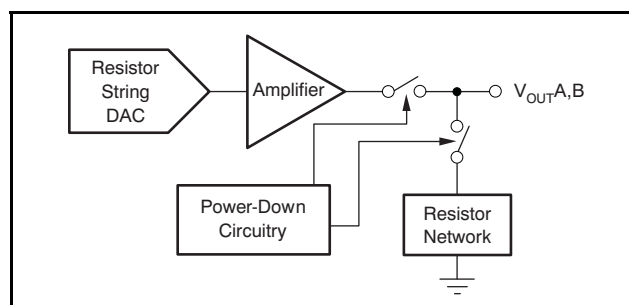 Resistor
String
DAC
Amplifier
V_OUTA,B
Power-Down
Circuitry
Resistor
Network